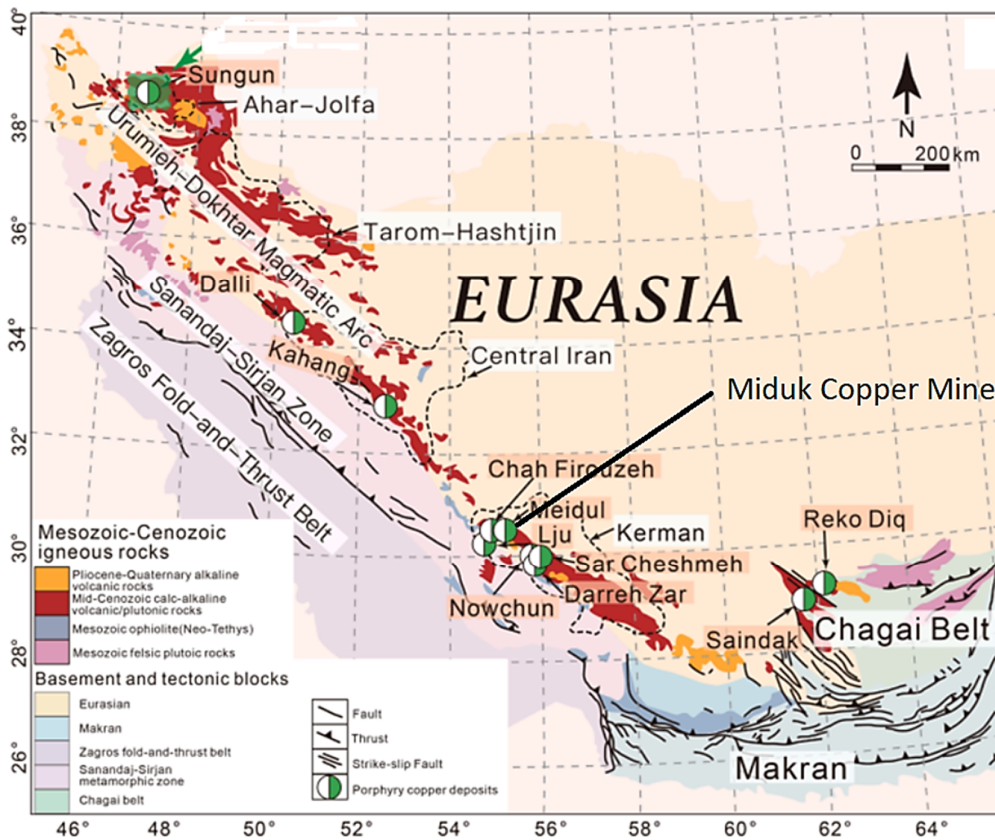 40°
38°
36°
34°
32°
30°
28°
26°
Sungun
Ahar-Jolfa
N
0 200 km
Urumieh-Dokhtar Magmatic Arc
Tarom-Hashtjin
Dalli
EURASIA
Sanandaj-Sirjan Zone
Kahang
Central Iran
Zagros Fold-and-Thrust Belt
Miduk Copper Mine
Chah Firouzeh
Meidul
Reko Diq
Lju
Kerman
Sar Cheshmeh
Darreh Zar
Nowchun
Saindak
Chagai Belt
Makran
Mesozoic-Cenozoic
igneous rocks
Pliocene-Quaternary alkaline
volcanic rocks
Mid-Cenozoic calc-alkaline
volcanic/plutonic rocks
Mesozoic ophiolite(Neo-Tethys)
Mesozoic felsic plutoic rocks
Basement and tectonic blocks
Eurasian
Makran
Zagros fold-and-thrust belt
Sanandaj-Sirjan
metamorphic zone
Chagai belt
Fault
Thrust
Strike-slip Fault
Porphyry copper deposits
46° 48° 50° 52° 54° 56° 58° 60° 62° 64°